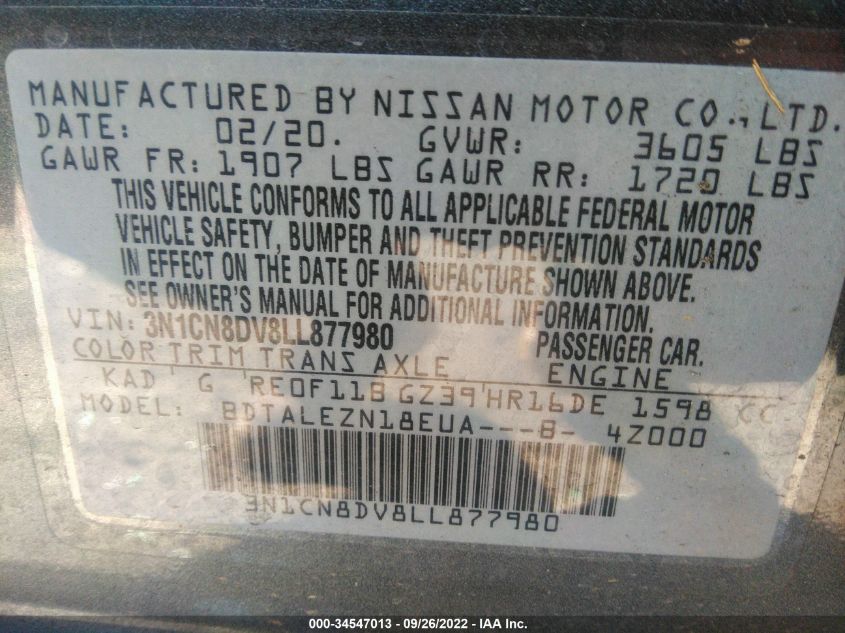 MANUFACTURED BY NISSAN MOTOR CO., LTD.
DATE: 02/20. GVWR: 3605 LBS
GAWR FR: 1907 LBS GAWR RR: 1720 LBS
THIS VEHICLE CONFORMS TO ALL APPLICABLE FEDERAL MOTOR
VEHICLE SAFETY, BUMPER AND THEFT PREVENTION STANDARDS
IN EFFECT ON THE DATE OF MANUFACTURE SHOWN ABOVE.
SEE OWNER'S MANUAL FOR ADDITIONAL INFORMATION.
VIN: 3N1CN8DV8LL877980 PASSENGER CAR.
COLOR TRIM TRANS AXLE ENGINE
KAD G RE0F11B GZ39 HR16DE 1598 CC
MODEL: BDTALEZN18EUA---B- 4Z000
3N1CN8DV8LL877980
000-34547013 - 09/26/2022 - IAA Inc.